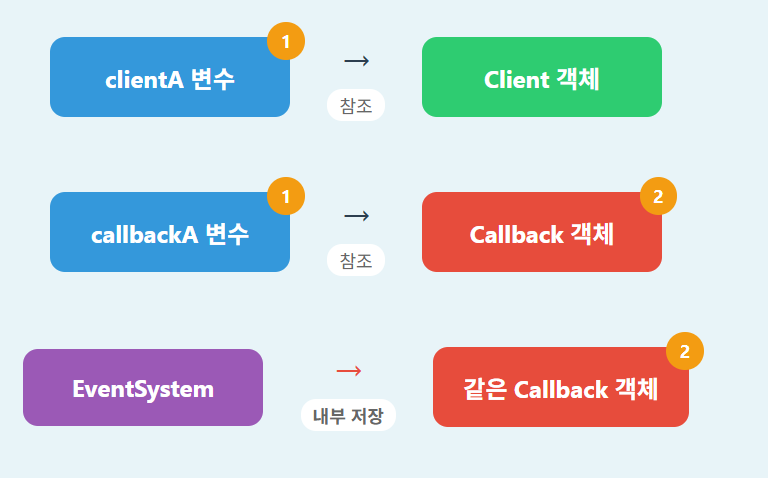 1
clientA 변수
→
참조
Client 객체
1
callbackA 변수
→
참조
2
Callback 객체
EventSystem
→
내부 저장
2
같은 Callback 객체